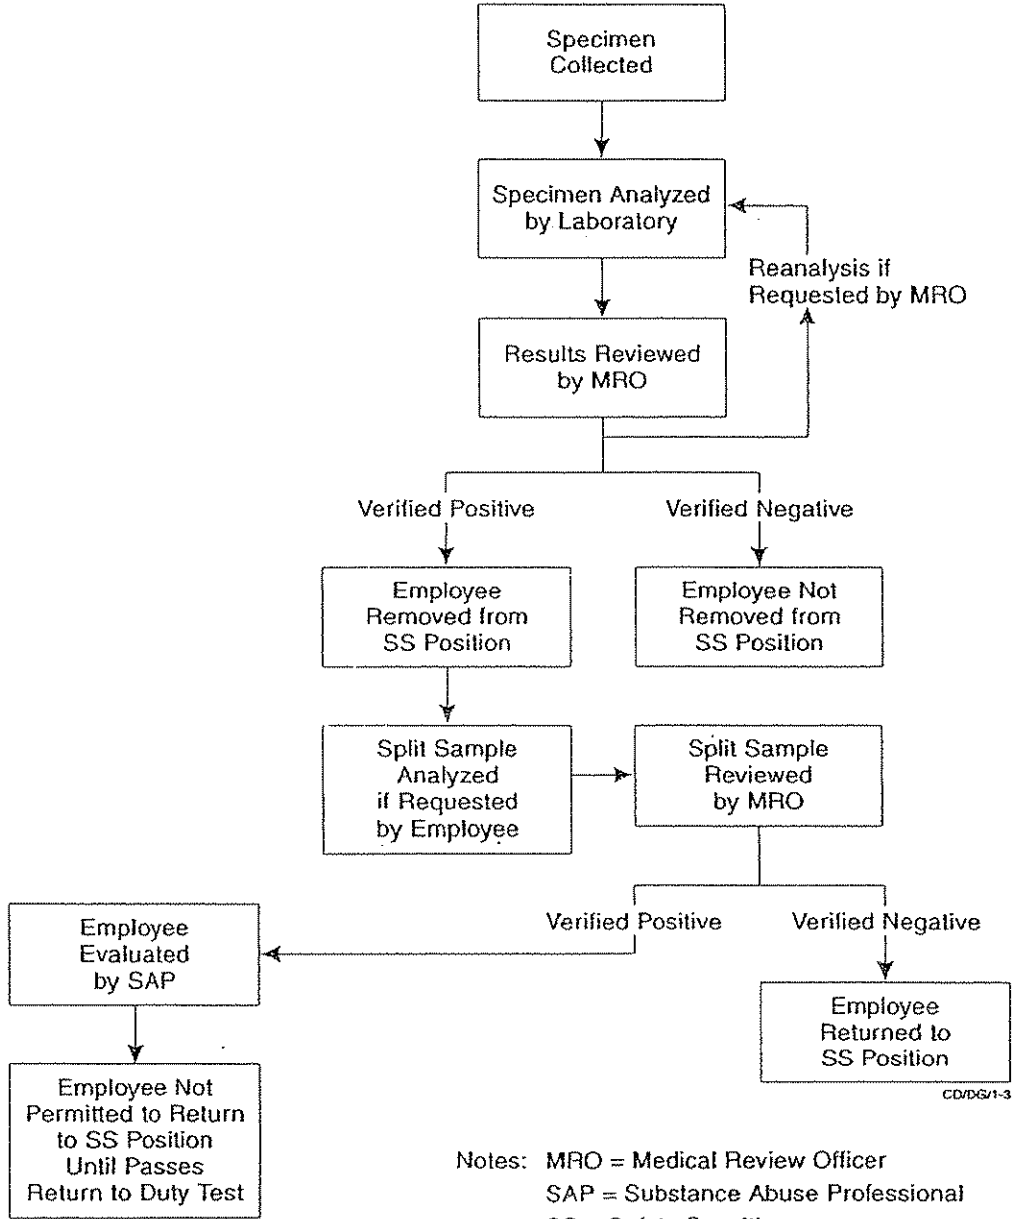 Specimen
Collected
Specimen Analyzed
by Laboratory
Reanalysis if
Requested by MRO
Results Reviewed
by MRO
Verified Positive
Verified Negative
Employee
Removed from
SS Position
Employee Not
Removed from
SS Position
Split Sample
Analyzed
if Requested
by Employee
Split Sample
Reviewed
by MRO
Verified Positive
Verified Negative
Employee
Evaluated
by SAP
Employee
Returned to
SS Position
CD/DG/1-3
Employee Not
Permitted to Return
to SS Position
Until Passes
Return to Duty Test
Notes: MRO = Medical Review Officer
SAP = Substance Abuse Professional